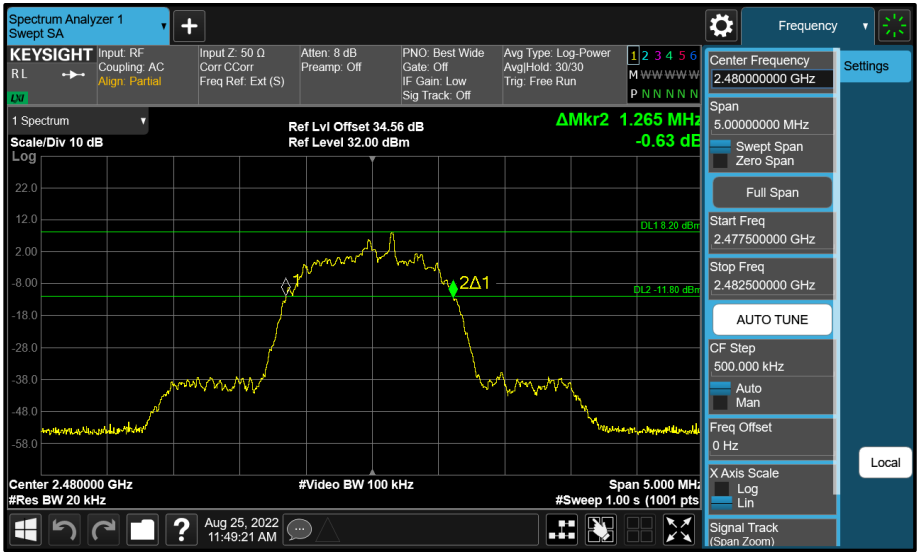 Spectrum Analyzer 1
Swept SA
Frequency
KEYSIGHT
R L
LXI
Input: RF
Coupling: AC
Align: Partial
Input Z: 50 Ω
Corr CCorr
Freq Ref: Ext (S)
Atten: 8 dB
Preamp: Off
PNO: Best Wide
Gate: Off
IF Gain: Low
Sig Track: Off
Avg Type: Log-Power
Avg|Hold: 30/30
Trig: Free Run
1 2 3 4 5 6
M W W W W W
P N N N N N
1 Spectrum
Scale/Div 10 dB
Log
Ref Lvl Offset 34.56 dB
Ref Level 32.00 dBm
ΔMkr2 1.265 MHz
-0.63 dB
22.0
12.0
2.00
-8.00
-18.0
-28.0
-38.0
-48.0
-58.0
DL1 8.20 dBm
DL2 -11.80 dBm
1
2Δ1
Center 2.480000 GHz
#Res BW 20 kHz
#Video BW 100 kHz
Span 5.000 MHz
#Sweep 1.00 s (1001 pts
Center Frequency
2.480000000 GHz
Settings
Span
5.00000000 MHz
Swept Span
Zero Span
Full Span
Start Freq
2.477500000 GHz
Stop Freq
2.482500000 GHz
AUTO TUNE
CF Step
500.000 kHz
Auto
Man
Freq Offset
0 Hz
X Axis Scale
Log
Lin
Signal Track
(Span Zoom)
Local
?
Aug 25, 2022
11:49:21 AM